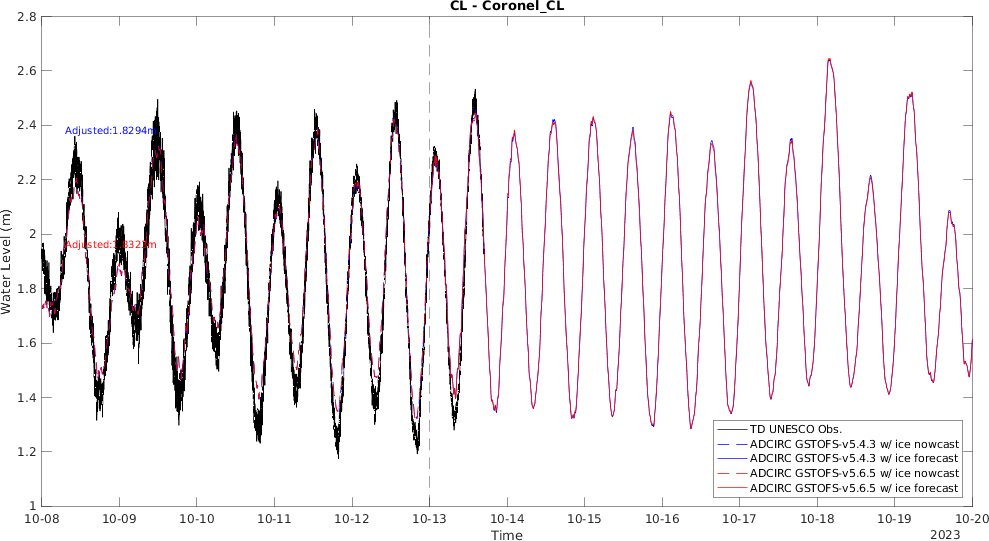 CL - Coronel_CL
2.8
2.6
2.4
2.2
2
1.8
1.6
1.4
1.2
1
Water Level (m)
Adjusted:1.8294m
TD UNESCO Obs.
ADCIRC GSTOFS-v5.4.3 w/ ice nowcast
ADCIRC GSTOFS-v5.4.3 w/ ice forecast
ADCIRC GSTOFS-v5.6.5 w/ ice nowcast
ADCIRC GSTOFS-v5.6.5 w/ ice forecast
10-08 10-09 10-10 10-11 10-12 10-13 10-14 10-15 10-16 10-17 10-18 10-19 10-20
Time
2023